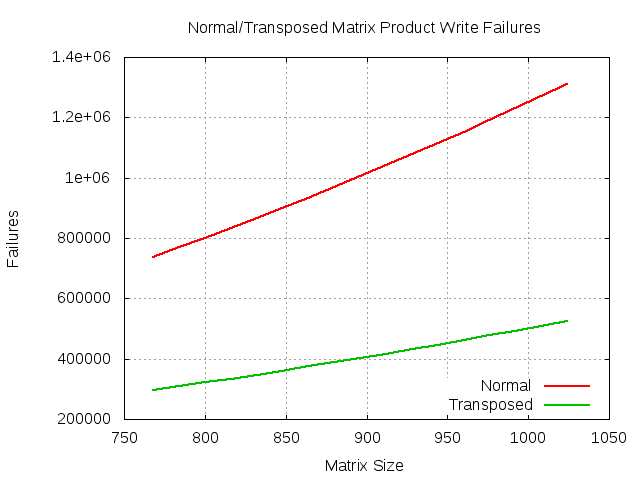 Normal/Transposed Matrix Product Write Failures
1.4e+06
1.2e+06
1e+06
800000
600000
400000
200000
Failures
Normal
Transposed
750 800 850 900 950 1000 1050
Matrix Size